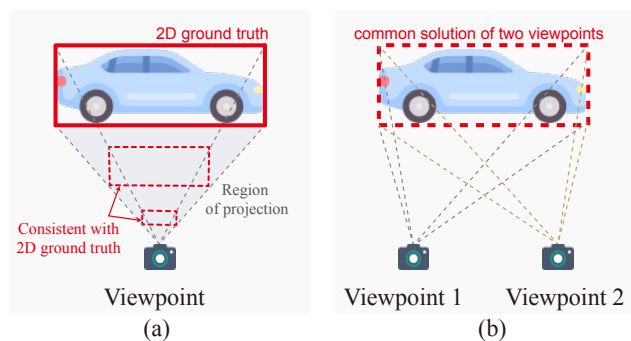 2D ground truth
Region
of projection
Consistent with
2D ground truth
Viewpoint
(a)
common solution of two viewpoints
Viewpoint 1
Viewpoint 2
(b)